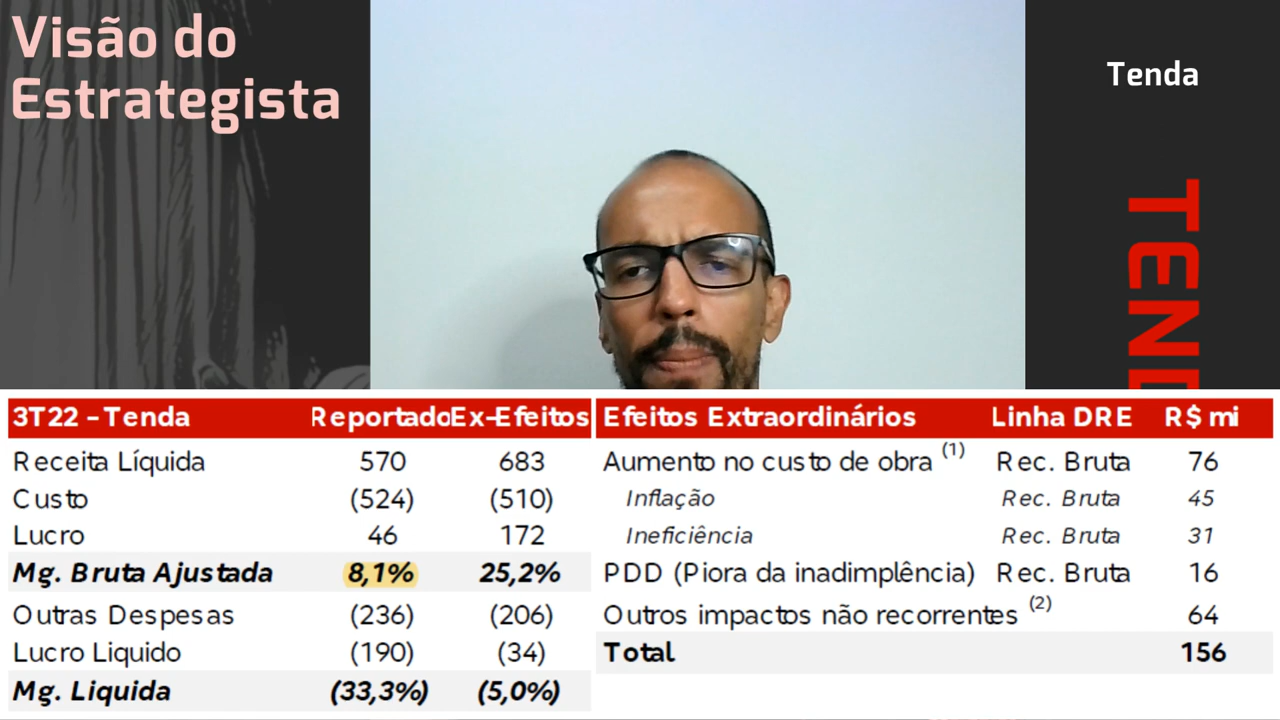 Visão do
Estrategista
Tenda
TEND
3T22 – Tenda Reportado Ex-Efeitos
Receita Líquida 570 683
Custo (524) (510)
Lucro 46 172
Mg. Bruta Ajustada 8,1% 25,2%
Outras Despesas (236) (206)
Lucro Liquido (190) (34)
Mg. Liquida (33,3%) (5,0%)
Efeitos Extraordinários Linha DRE R$ mi
Aumento no custo de obra (1) Rec. Bruta 76
Inflação Rec. Bruta 45
Ineficiência Rec. Bruta 31
PDD (Piora da inadimplência) Rec. Bruta 16
Outros impactos não recorrentes (2) 64
Total 156